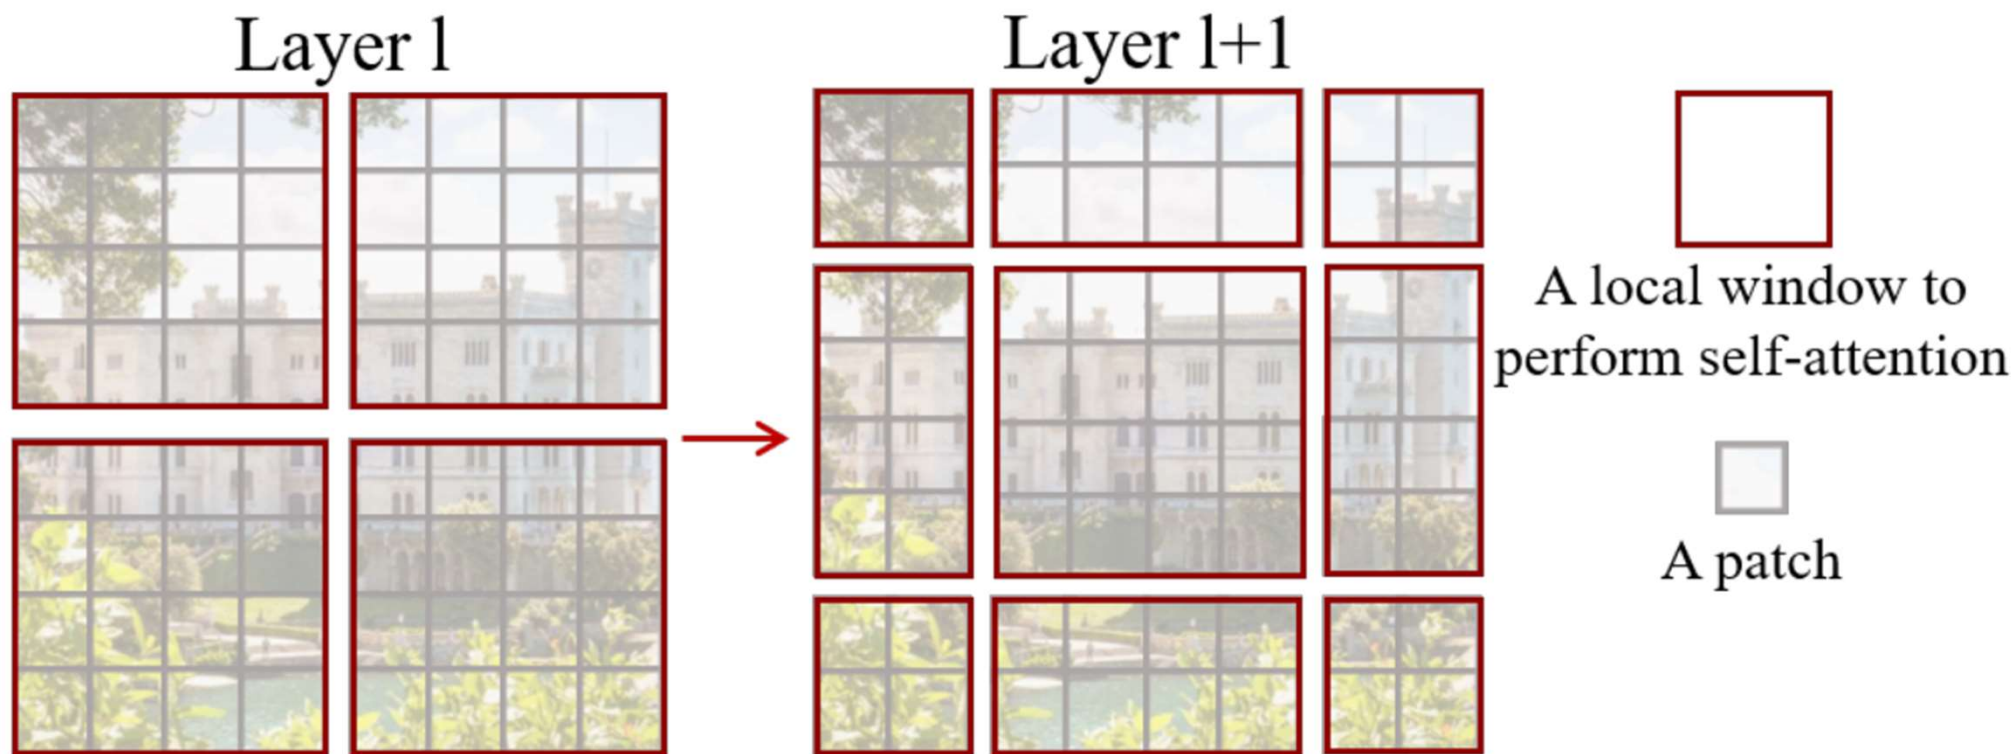 Layer l
Layer l+1
A local window to
perform self-attention
A patch